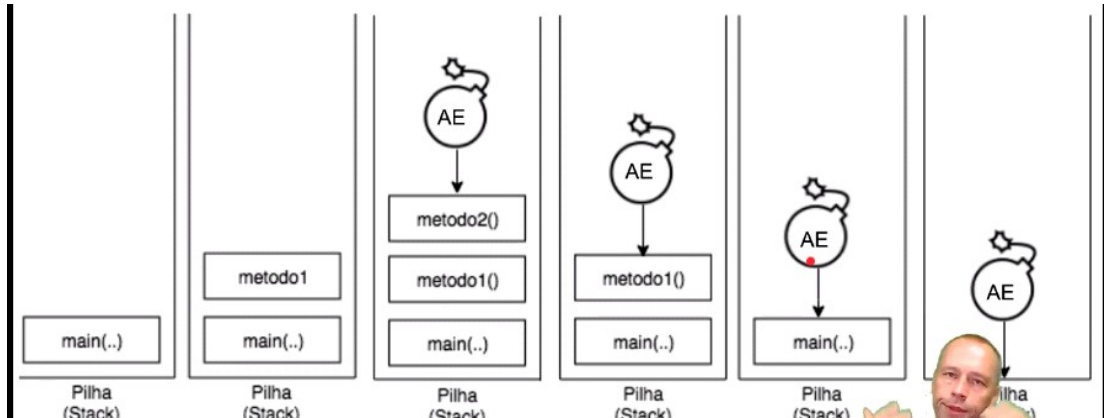 main(..)
Pilha
(Stack)
metodo1
main(..)
Pilha
(Stack)
AE
metodo2()
metodo1()
main(..)
Pilha
(Stack)
AE
metodo1()
main(..)
Pilha
(Stack)
AE
main(..)
Pilha
(Stack)
AE